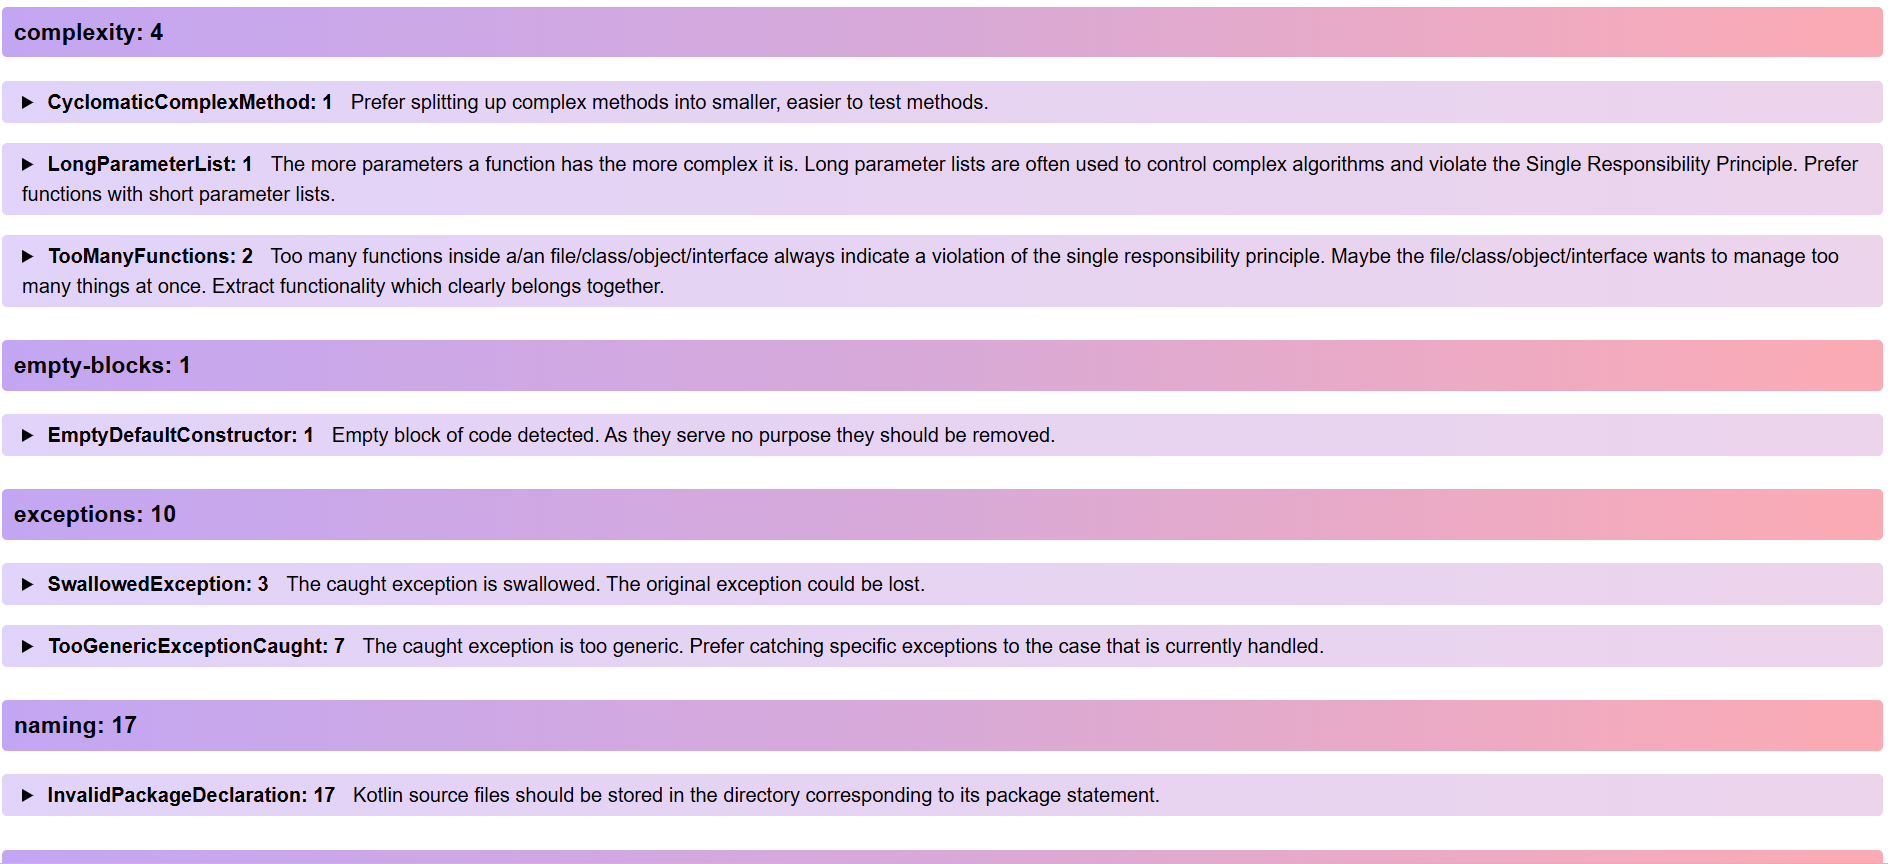 complexity: 4
CyclomaticComplexMethod: 1 Prefer splitting up complex methods into smaller, easier to test methods.
LongParameterList: 1 The more parameters a function has the more complex it is. Long parameter lists are often used to control complex algorithms and violate the Single Responsibility Principle. Prefer
functions with short parameter lists.
TooManyFunctions: 2 Too many functions inside a/an file/class/object/interface always indicate a violation of the single responsibility principle. Maybe the file/class/object/interface wants to manage too
many things at once. Extract functionality which clearly belongs together.
empty-blocks: 1
EmptyDefaultConstructor: 1 Empty block of code detected. As they serve no purpose they should be removed.
exceptions: 10
SwallowedException: 3 The caught exception is swallowed. The original exception could be lost.
TooGenericExceptionCaught: 7 The caught exception is too generic. Prefer catching specific exceptions to the case that is currently handled.
naming: 17
InvalidPackageDeclaration: 17 Kotlin source files should be stored in the directory corresponding to its package statement.